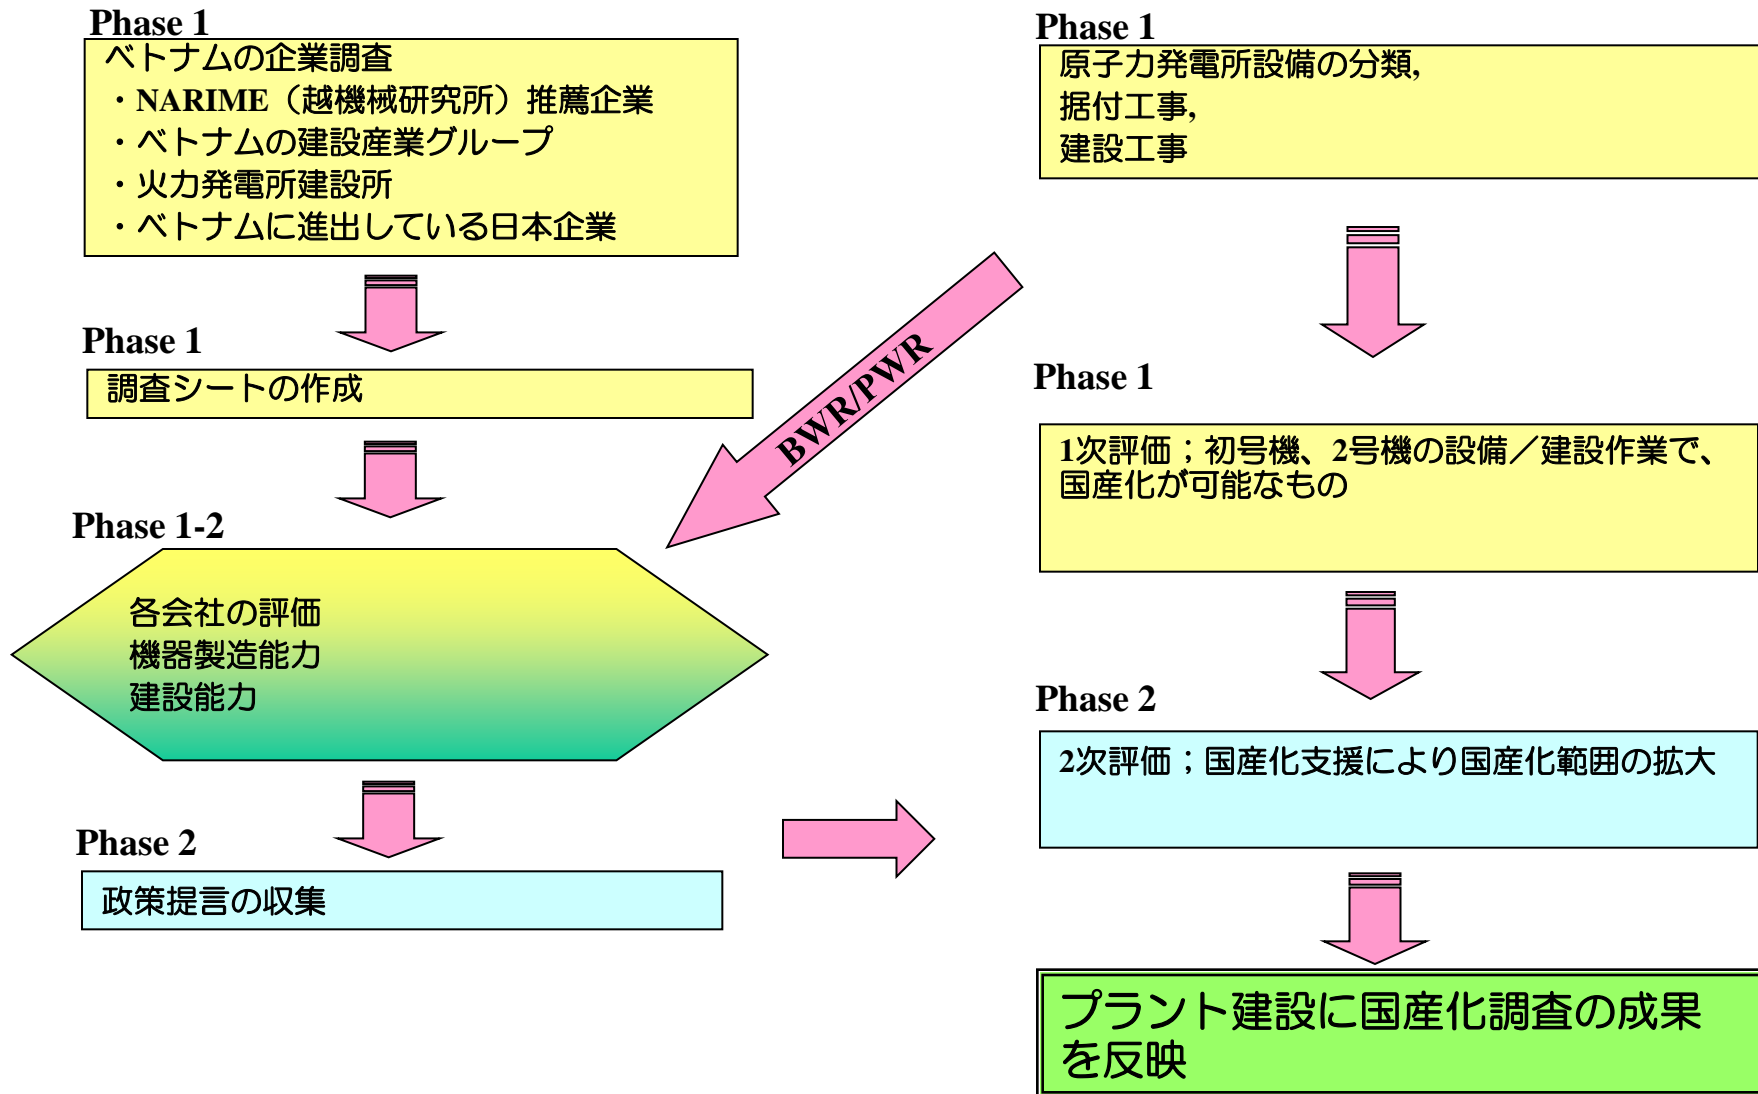 Phase 1
ベトナムの企業調査
・NARIME（越機械研究所）推薦企業
・ベトナムの建設産業グループ
・火力発電所建設所
・ベトナムに進出している日本企業
Phase 1
調査シートの作成
Phase 1-2
各会社の評価
機器製造能力
建設能力
Phase 2
政策提言の収集
BWR/PWR
Phase 1
原子力発電所設備の分類,
据付工事,
建設工事
Phase 1
1次評価；初号機、2号機の設備／建設作業で、
国産化が可能なもの
Phase 2
2次評価；国産化支援により国産化範囲の拡大
プラント建設に国産化調査の成果
を反映